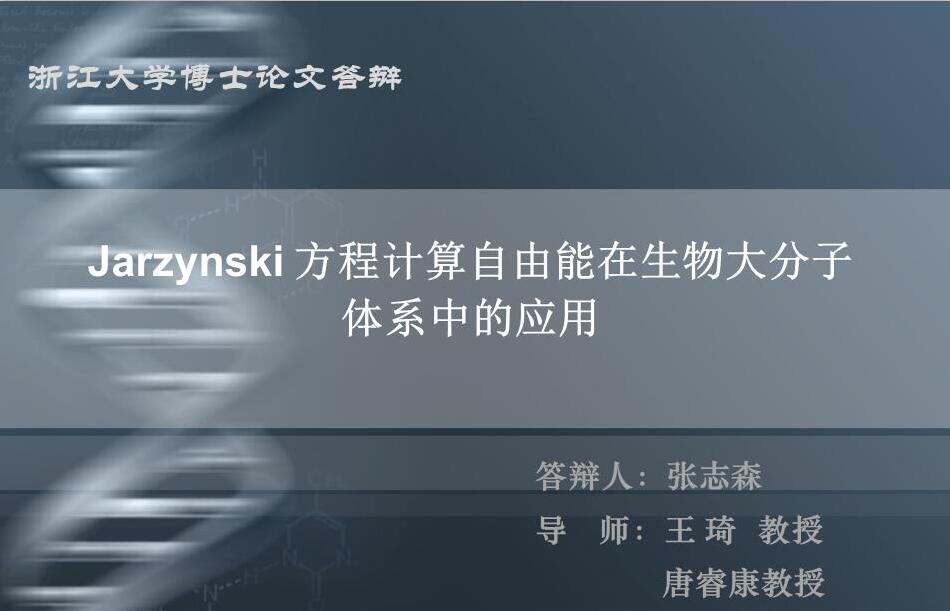 浙江大学博士论文答辩
Jarzynski 方程计算自由能在生物大分子
体系中的应用
答辩人：张志森
导 师：王 琦 教授
唐睿康教授